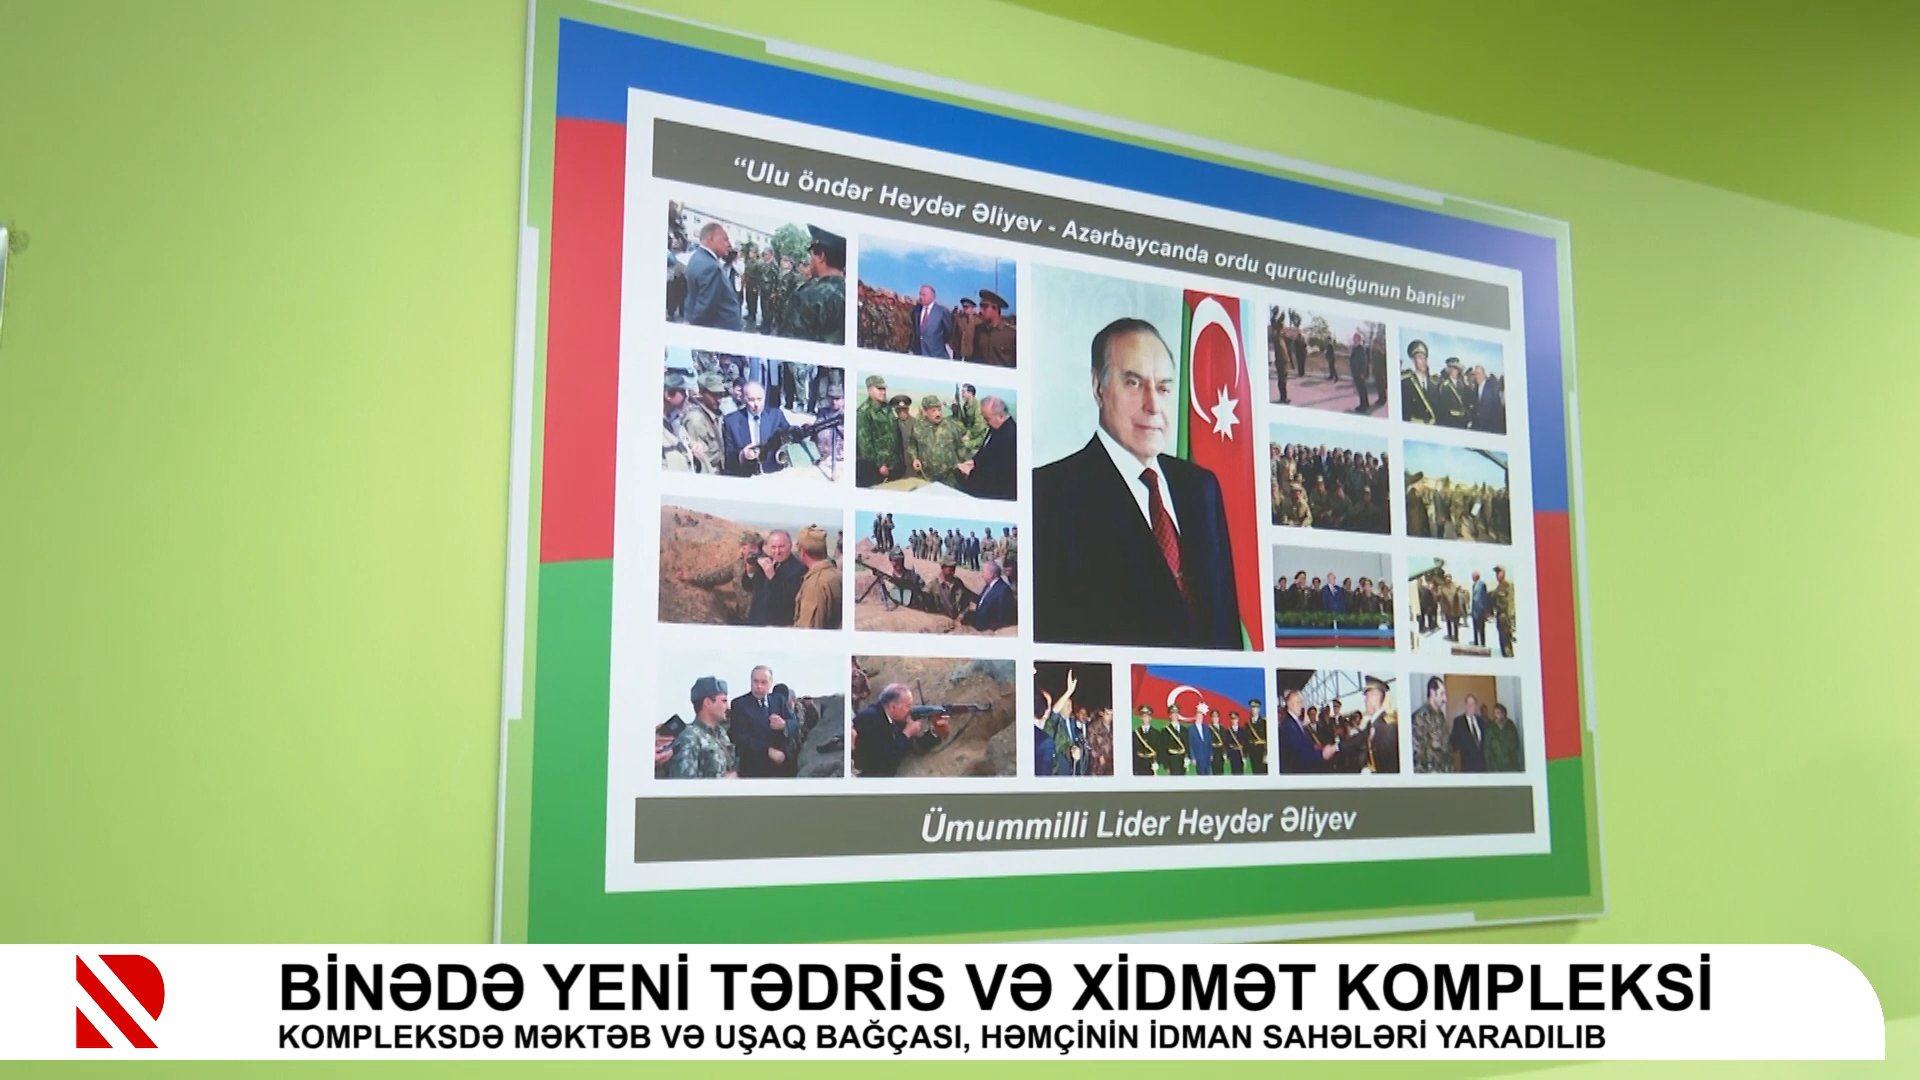 “Ulu öndər Heydər Əliyev - Azərbaycanda ordu quruculuğunun banisi”
Ümummilli Lider Heydər Əliyev
BİNƏDƏ YENİ TƏDRİS VƏ XİDMƏT KOMPLEKSİ
KOMPLEKSDƏ MƏKTƏB VƏ UŞAQ BAĞÇASI, HƏMÇİNİN İDMAN SAHƏLƏRİ YARADILIB